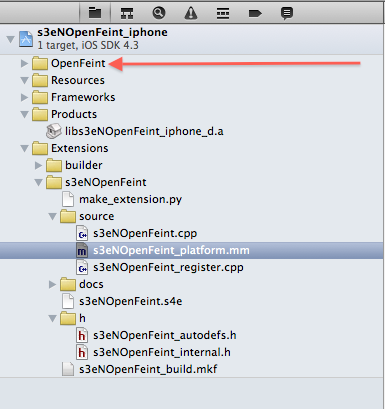 s3eNOpenFeint_iphone
1 target, iOS SDK 4.3
OpenFeint
Resources
Frameworks
Products
libs3eNOpenFeint_iphone_d.a
Extensions
builder
s3eNOpenFeint
make_extension.py
source
s3eNOpenFeint.cpp
m s3eNOpenFeint_platform.mm
s3eNOpenFeint_register.cpp
docs
s3eNOpenFeint.s4e
h
h s3eNOpenFeint_autodefs.h
h s3eNOpenFeint_internal.h
s3eNOpenFeint_build.mkf